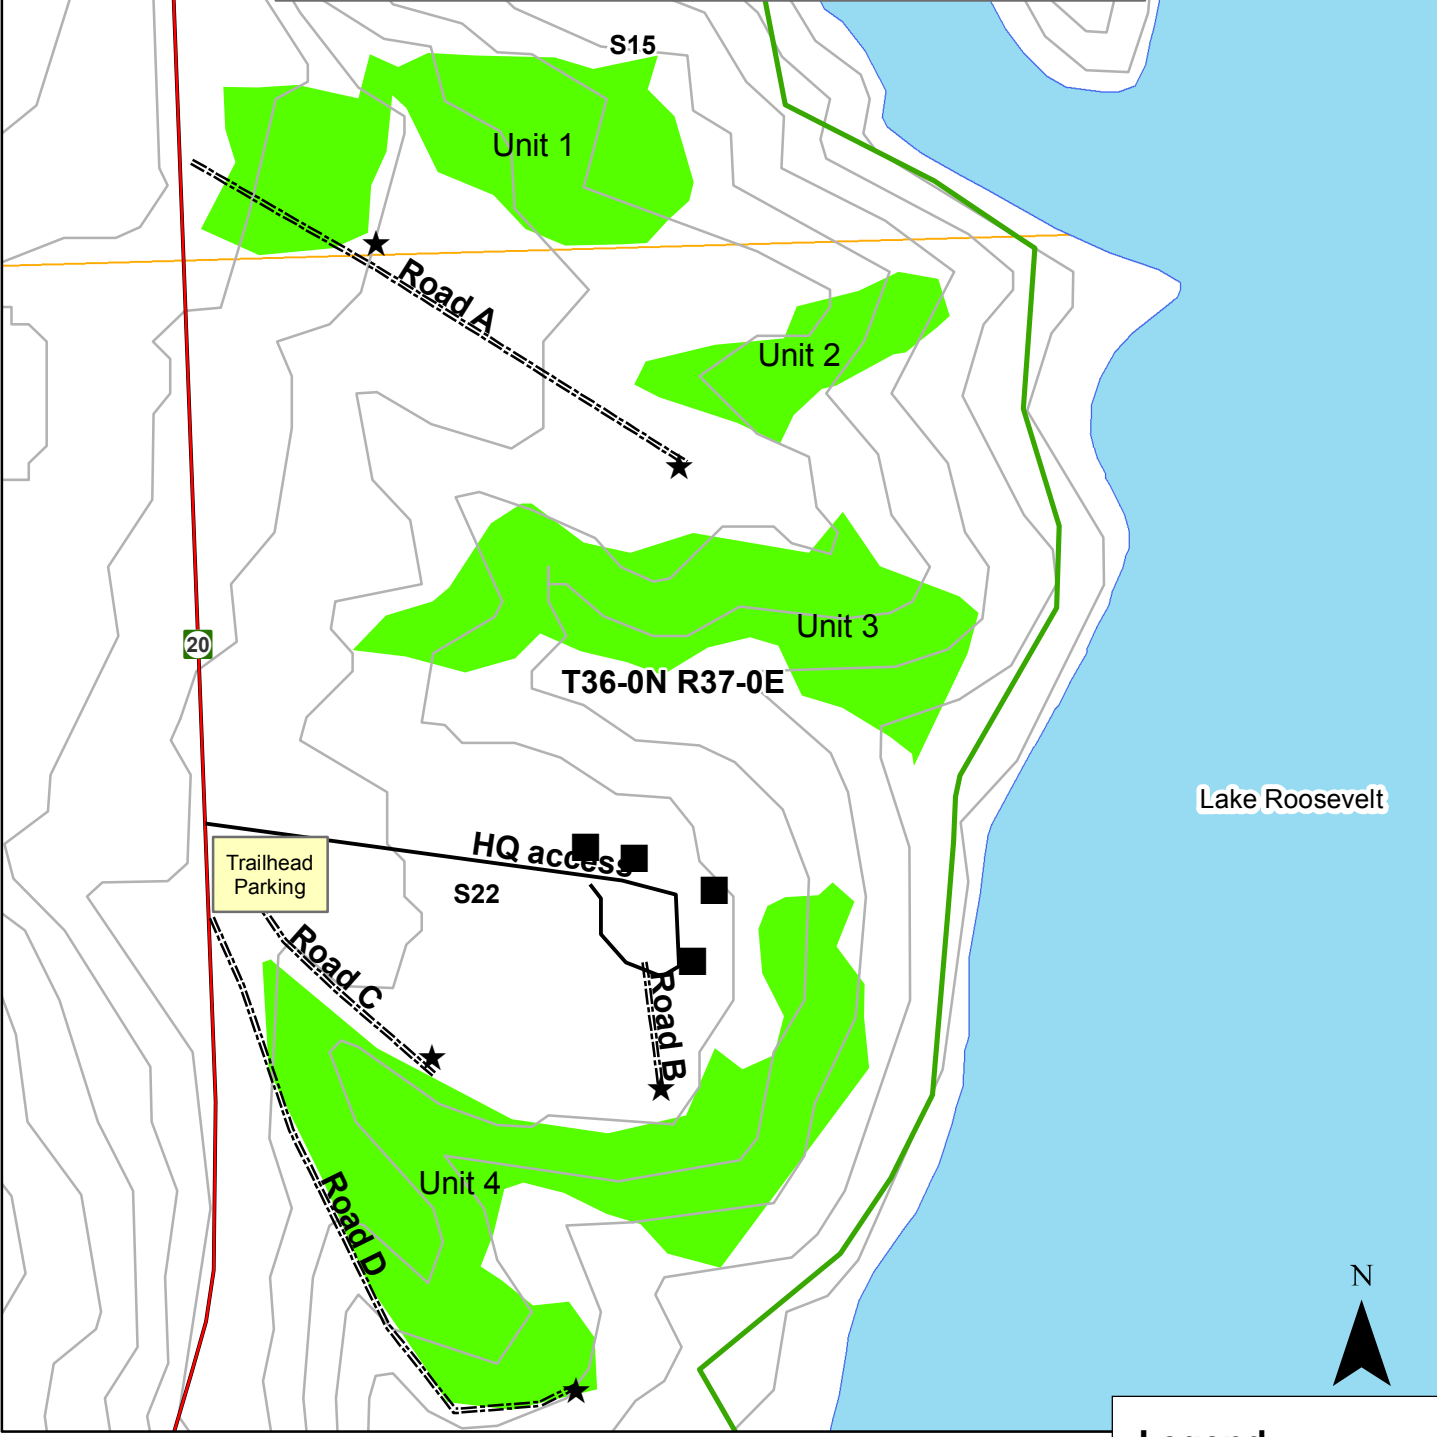 S15
Unit 1
Road A
Unit 2
Unit 3
20
T36-0N R37-0E
Lake Roosevelt
HQ access
Trailhead
Parking
S22
Road C
Road B
Unit 4
Road D
N
Legend